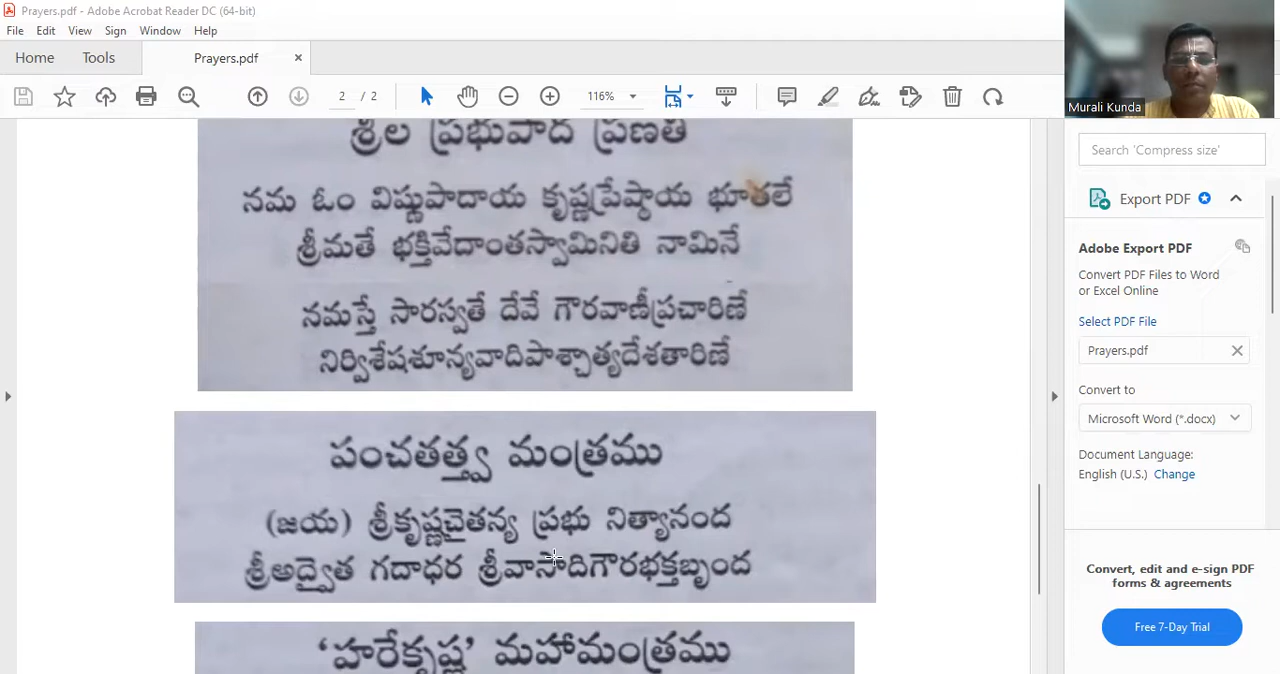 Prayers.pdf - Adobe Acrobat Reader DC (64-bit)
File Edit View Sign Window Help
Home Tools Prayers.pdf ×
2 / 2 116%
Murali Kunda
శ్రీల ప్రభుపాద ప్రణతి
నమ ఓం విష్ణుపాదాయ కృష్ణప్రేష్ఠాయ భూతలే
శ్రీమతే భక్తివేదాంతస్వామినితి నామినే
నమస్తే సారస్వతే దేవే గౌరవాణీప్రచారిణే
నిర్విశేషశూన్యవాదిపాశ్చాత్యదేశతారిణే
పంచతత్త్వ మంత్రము
(జయ) శ్రీకృష్ణచైతన్య ప్రభు నిత్యానంద
శ్రీఅద్వైత గదాధర శ్రీవాసాదిగౌరభక్తబృంద
‘హరేకృష్ణ’ మహామంత్రము
Search 'Compress size'
Export PDF
Adobe Export PDF
Convert PDF Files to Word
or Excel Online
Select PDF File
Prayers.pdf
Convert to
Microsoft Word (*.docx)
Document Language:
English (U.S.) Change
Convert, edit and e-sign PDF
forms & agreements
Free 7-Day Trial